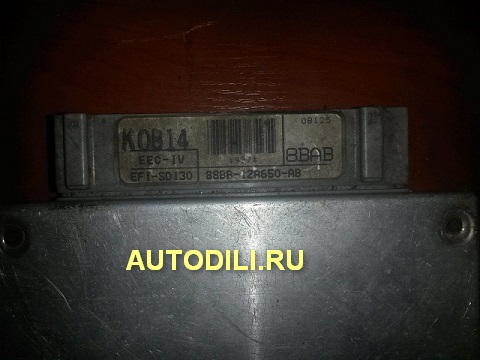 08125
K0B14
EEC-IV
8BAB
EFI-SD130 88BB-12A650-AB
AUTODILI.RU